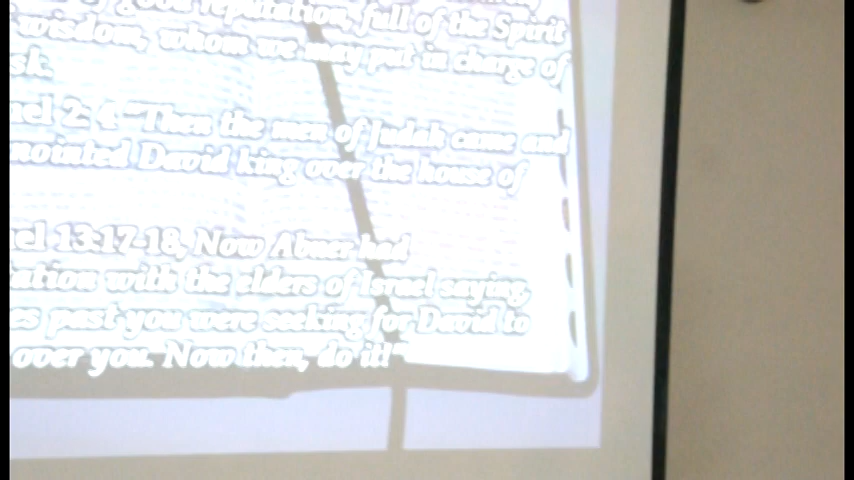 good reputation, full of the Spirit
wisdom, whom we may put in charge of
sk.
el 2: 4 "Then the men of Judah came and
nointed David king over the house of
el 13:17-18, Now Abner had
tation with the elders of Israel saying,
es past you were seeking for David to
over you. Now then, do it!"